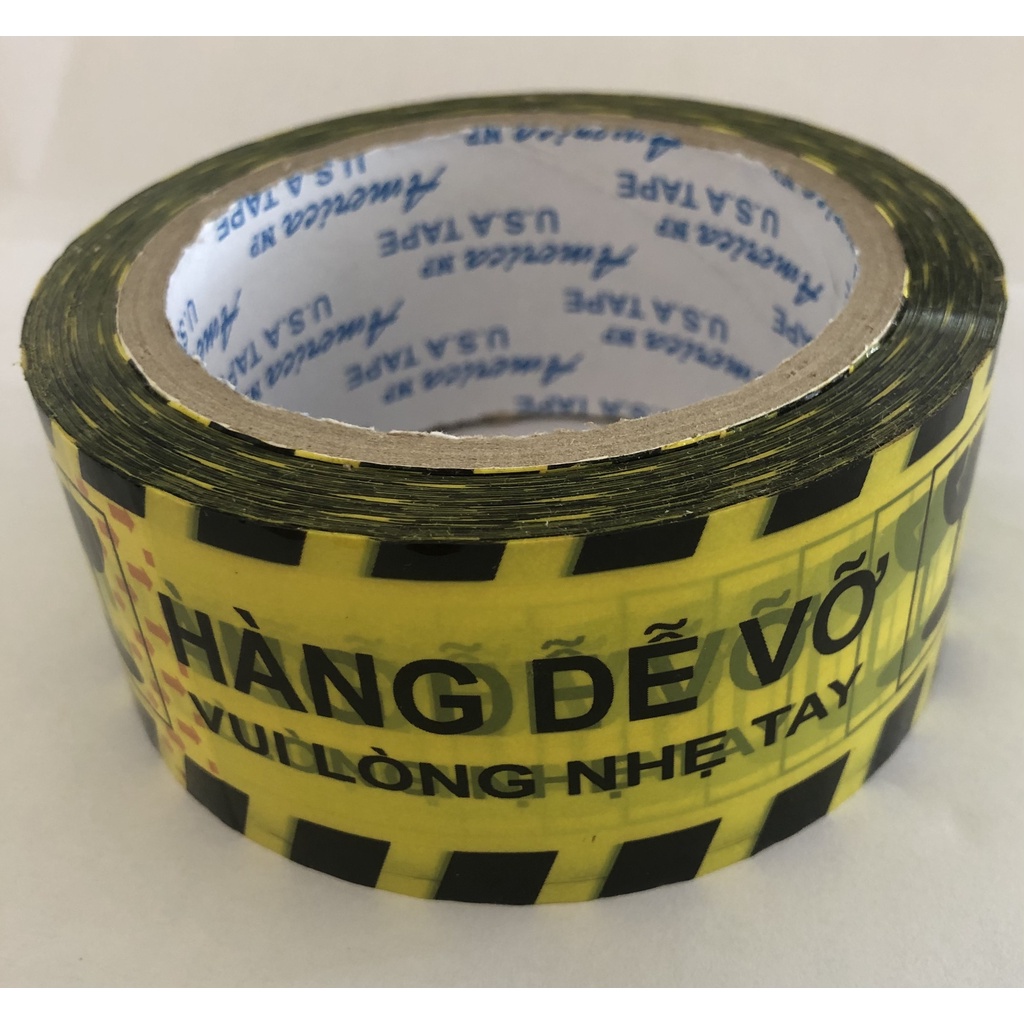 America NP
U.S.A TAPE
HÀNG DỄ VỠ
VUI LÒNG NHẸ TAY